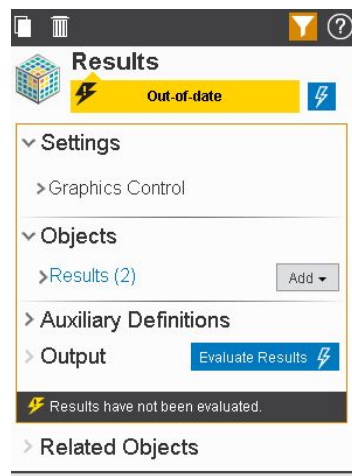 Results
Out-of-date
Settings
Graphics Control
Objects
Results (2)
Add
Auxiliary Definitions
Output
Evaluate Results
Results have not been evaluated.
Related Objects